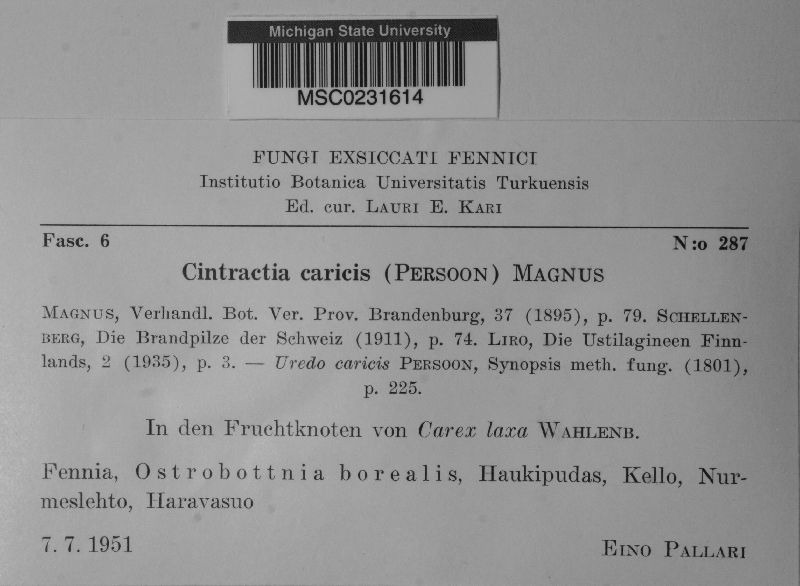 Michigan State University
MSC0231614
FUNGI EXSICCATI FENNICI
Institutio Botanica Universitatis Turkuensis
Ed. cur. LAURI E. KARI
Fasc. 6 N:o 287
Cintractia caricis (PERSOON) MAGNUS
MAGNUS, Verhandl. Bot. Ver. Prov. Brandenburg, 37 (1895), p. 79. SCHELLEN-
BERG, Die Brandpilze der Schweiz (1911), p. 74. LIRO, Die Ustilagineen Finn-
lands, 2 (1935), p. 3. — Uredo caricis PERSOON, Synopsis meth. fung. (1801),
p. 225.
In den Fruchtknoten von Carex laxa WAHLENB.
Fennia, Ostrobottnia borealis, Haukipudas, Kello, Nur-
meslehto, Haravasuo
7. 7. 1951 EINO PALLARI